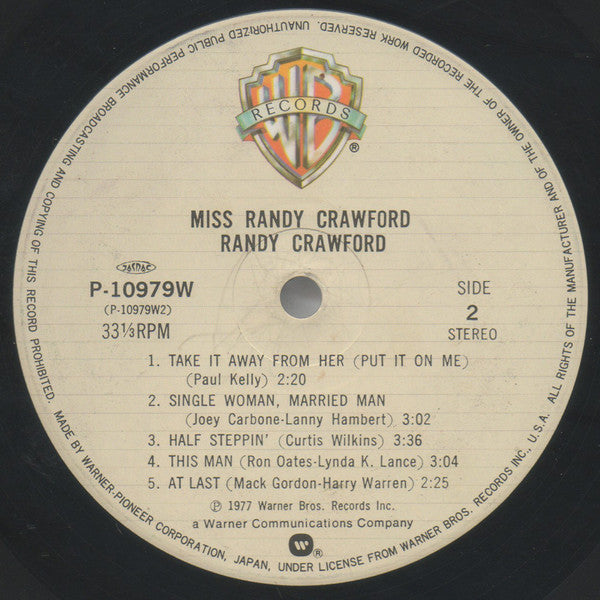 ALL RIGHTS OF THE MANUFACTURER AND OF THE OWNER OF THE RECORDED WORK RESERVED. UNAUTHORIZED PUBLIC PERFORMANCE BROADCASTING AND COPYING OF THIS RECORD PROHIBITED.
WB
RECORDS
®
MISS RANDY CRAWFORD
RANDY CRAWFORD
JASRAC
P-10979W
(P-10979W2)
33⅓RPM
SIDE
2
STEREO
1. TAKE IT AWAY FROM HER (PUT IT ON ME)
(Paul Kelly) 2:20
2. SINGLE WOMAN, MARRIED MAN
(Joey Carbone-Lanny Hambert) 3:02
3. HALF STEPPIN' (Curtis Wilkins) 3:36
4. THIS MAN (Ron Oates-Lynda K. Lance) 3:04
5. AT LAST (Mack Gordon-Harry Warren) 2:25
℗ 1977 Warner Bros. Records Inc.
a Warner Communications Company
®
MADE BY WARNER-PIONEER CORPORATION, JAPAN, UNDER LICENSE FROM WARNER BROS. RECORDS INC., U.S.A.